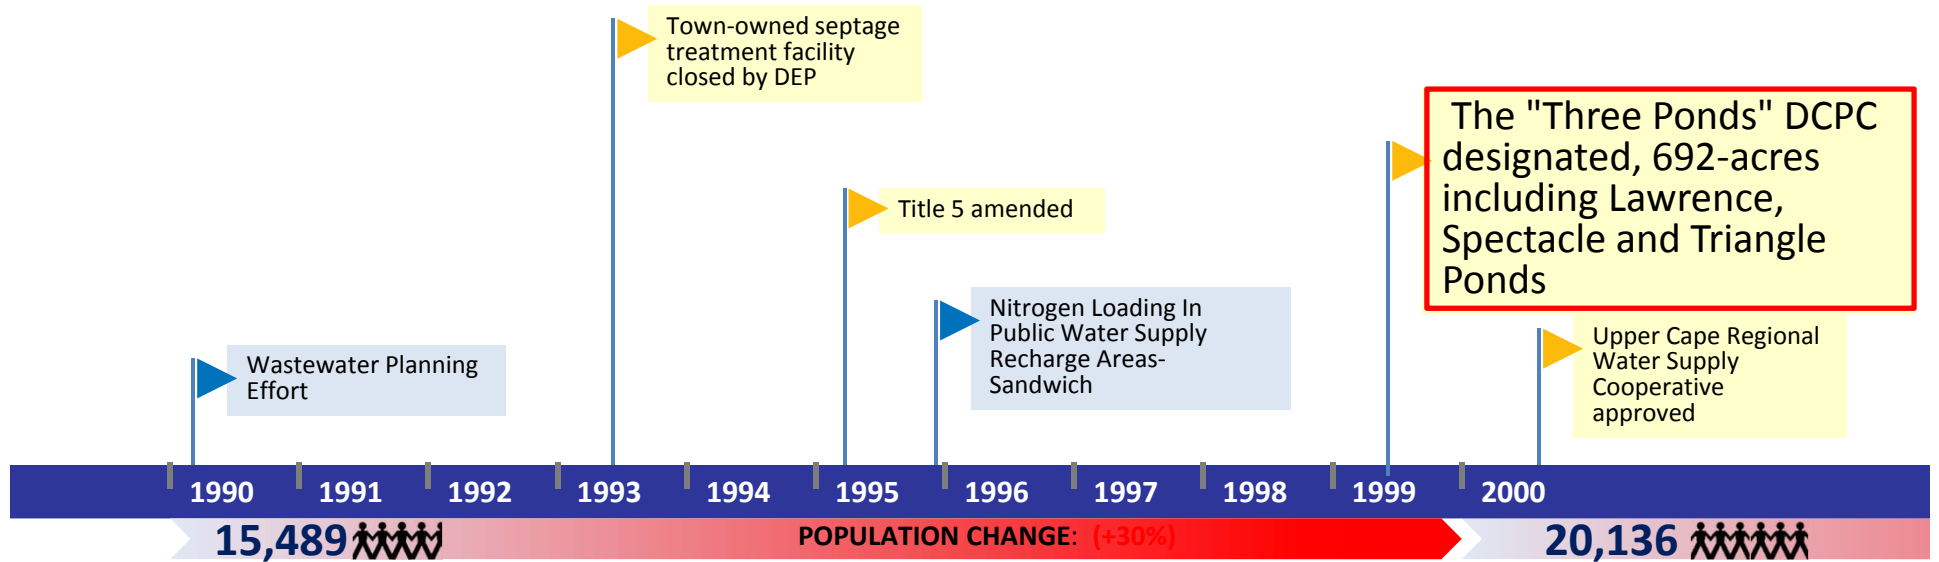 Town-owned septage
treatment facility
closed by DEP
The "Three Ponds" DCPC
designated, 692-acres
including Lawrence,
Spectacle and Triangle
Ponds
Title 5 amended
Nitrogen Loading In
Public Water Supply
Recharge Areas-
Sandwich
Upper Cape Regional
Water Supply
Cooperative
approved
Wastewater Planning
Effort
1990 1991 1992 1993 1994 1995 1996 1997 1998 1999 2000
15,489 POPULATION CHANGE: (+30%) 20,136